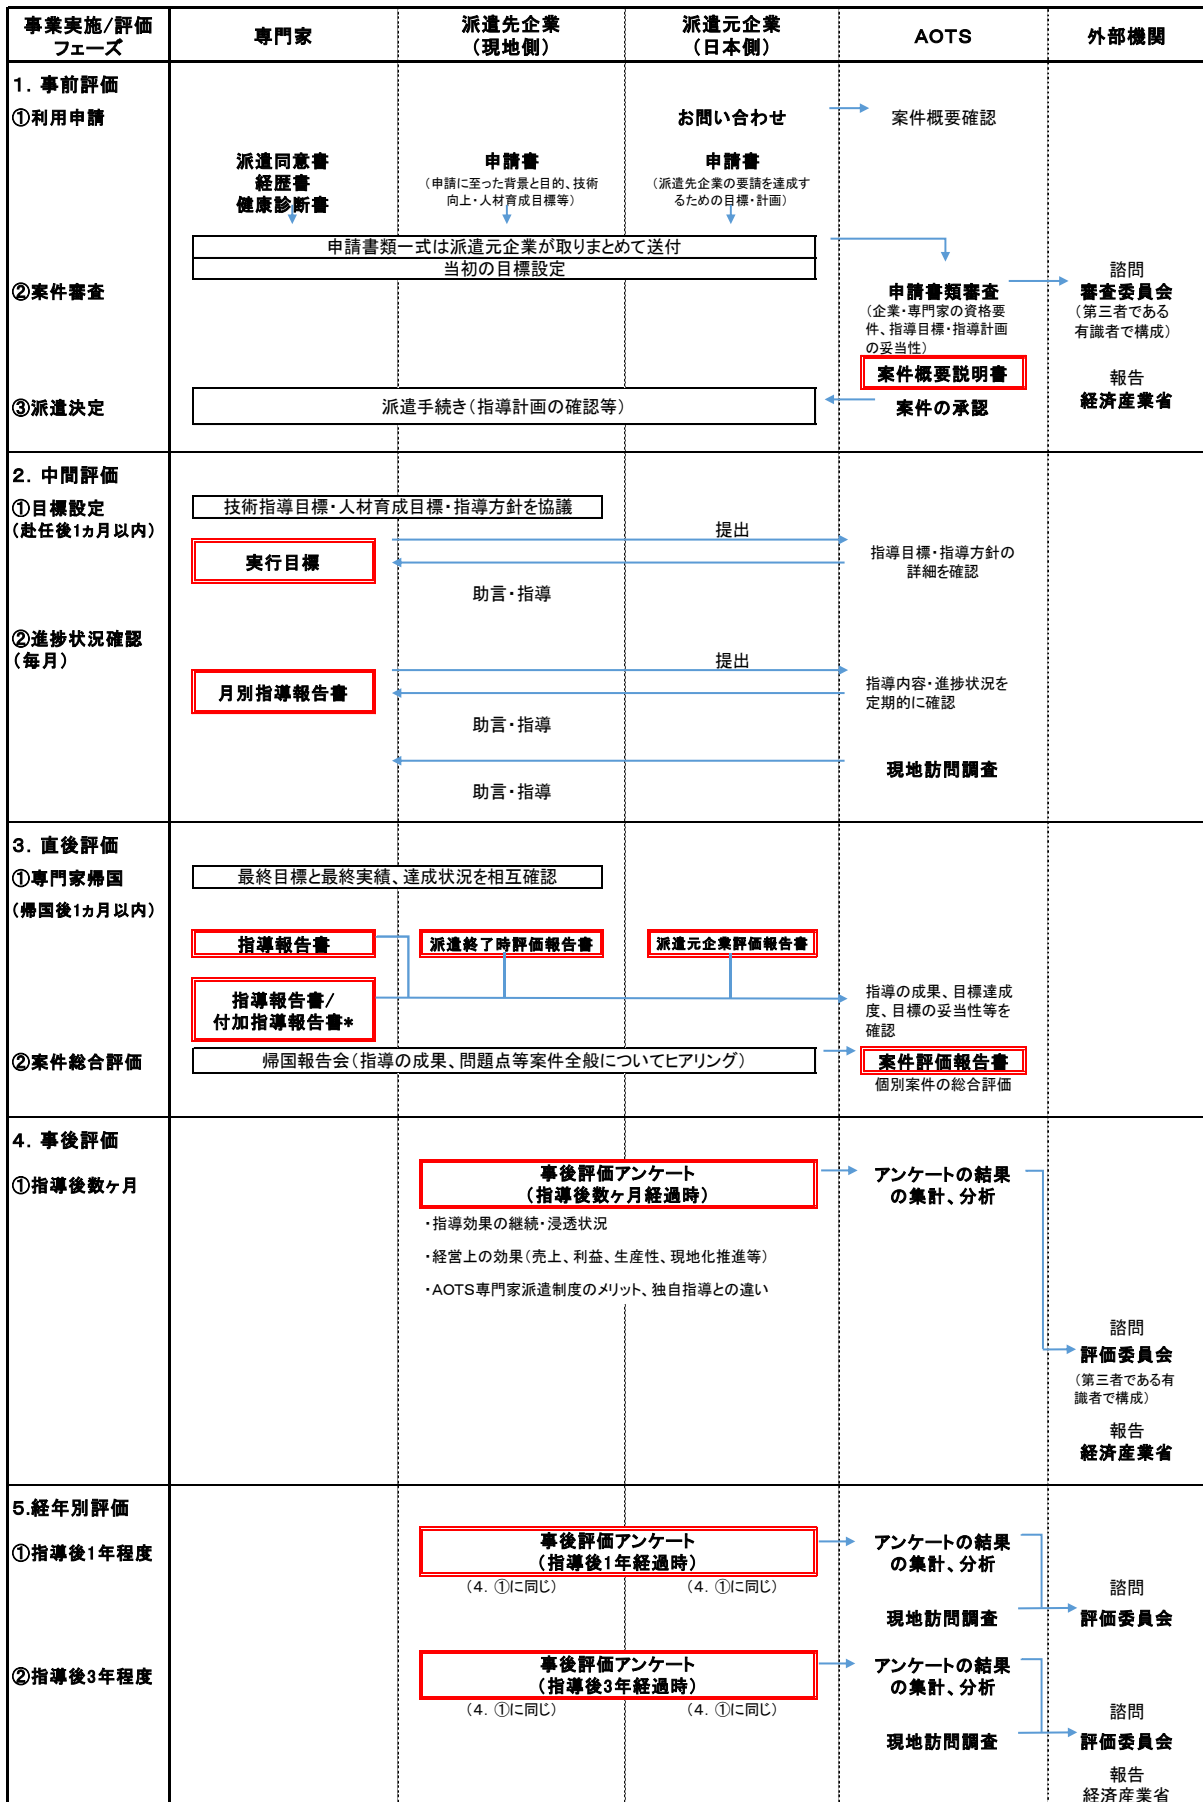 事業実施/評価
フェーズ
専門家
派遣先企業
(現地側)
派遣元企業
(日本側)
AOTS
外部機関
1. 事前評価
①利用申請
お問い合わせ
案件概要確認
派遣同意書
経歴書
健康診断書
申請書
(申請に至った背景と目的、技術
向上・人材育成目標等)
申請書
(派遣先企業の要請を達成す
るための目標・計画)
申請書類一式は派遣元企業が取りまとめて送付
当初の目標設定
②案件審査
申請書類審査
(企業・専門家の資格要
件、指導目標・指導計画
の妥当性)
案件概要説明書
諮問
審査委員会
(第三者である
有識者で構成)
報告
経済産業省
③派遣決定
派遣手続き(指導計画の確認等)
案件の承認
2. 中間評価
①目標設定
(赴任後1ヵ月以内)
技術指導目標・人材育成目標・指導方針を協議
提出
実行目標
指導目標・指導方針の
詳細を確認
助言・指導
②進捗状況確認
(毎月)
提出
月別指導報告書
指導内容・進捗状況を
定期的に確認
助言・指導
現地訪問調査
助言・指導
3. 直後評価
①専門家帰国
(帰国後1ヵ月以内)
最終目標と最終実績、達成状況を相互確認
指導報告書
派遣終了時評価報告書
派遣元企業評価報告書
指導報告書/
付加指導報告書*
指導の成果、目標達成
度、目標の妥当性等を
確認
②案件総合評価
帰国報告会(指導の成果、問題点等案件全般についてヒアリング)
案件評価報告書
個別案件の総合評価
4. 事後評価
①指導後数ヶ月
事後評価アンケート
(指導後数ヶ月経過時)
アンケートの結果
の集計、分析
・指導効果の継続・浸透状況
・経営上の効果(売上、利益、生産性、現地化推進等)
・AOTS専門家派遣制度のメリット、独自指導との違い
諮問
評価委員会
(第三者である有
識者で構成)
報告
経済産業省
5.経年別評価
①指導後1年程度
事後評価アンケート
(指導後1年経過時)
(4. ①に同じ)
(4. ①に同じ)
アンケートの結果
の集計、分析
現地訪問調査
諮問
評価委員会
②指導後3年程度
事後評価アンケート
(指導後3年経過時)
(4. ①に同じ)
(4. ①に同じ)
アンケートの結果
の集計、分析
現地訪問調査
諮問
評価委員会
報告
経済産業省